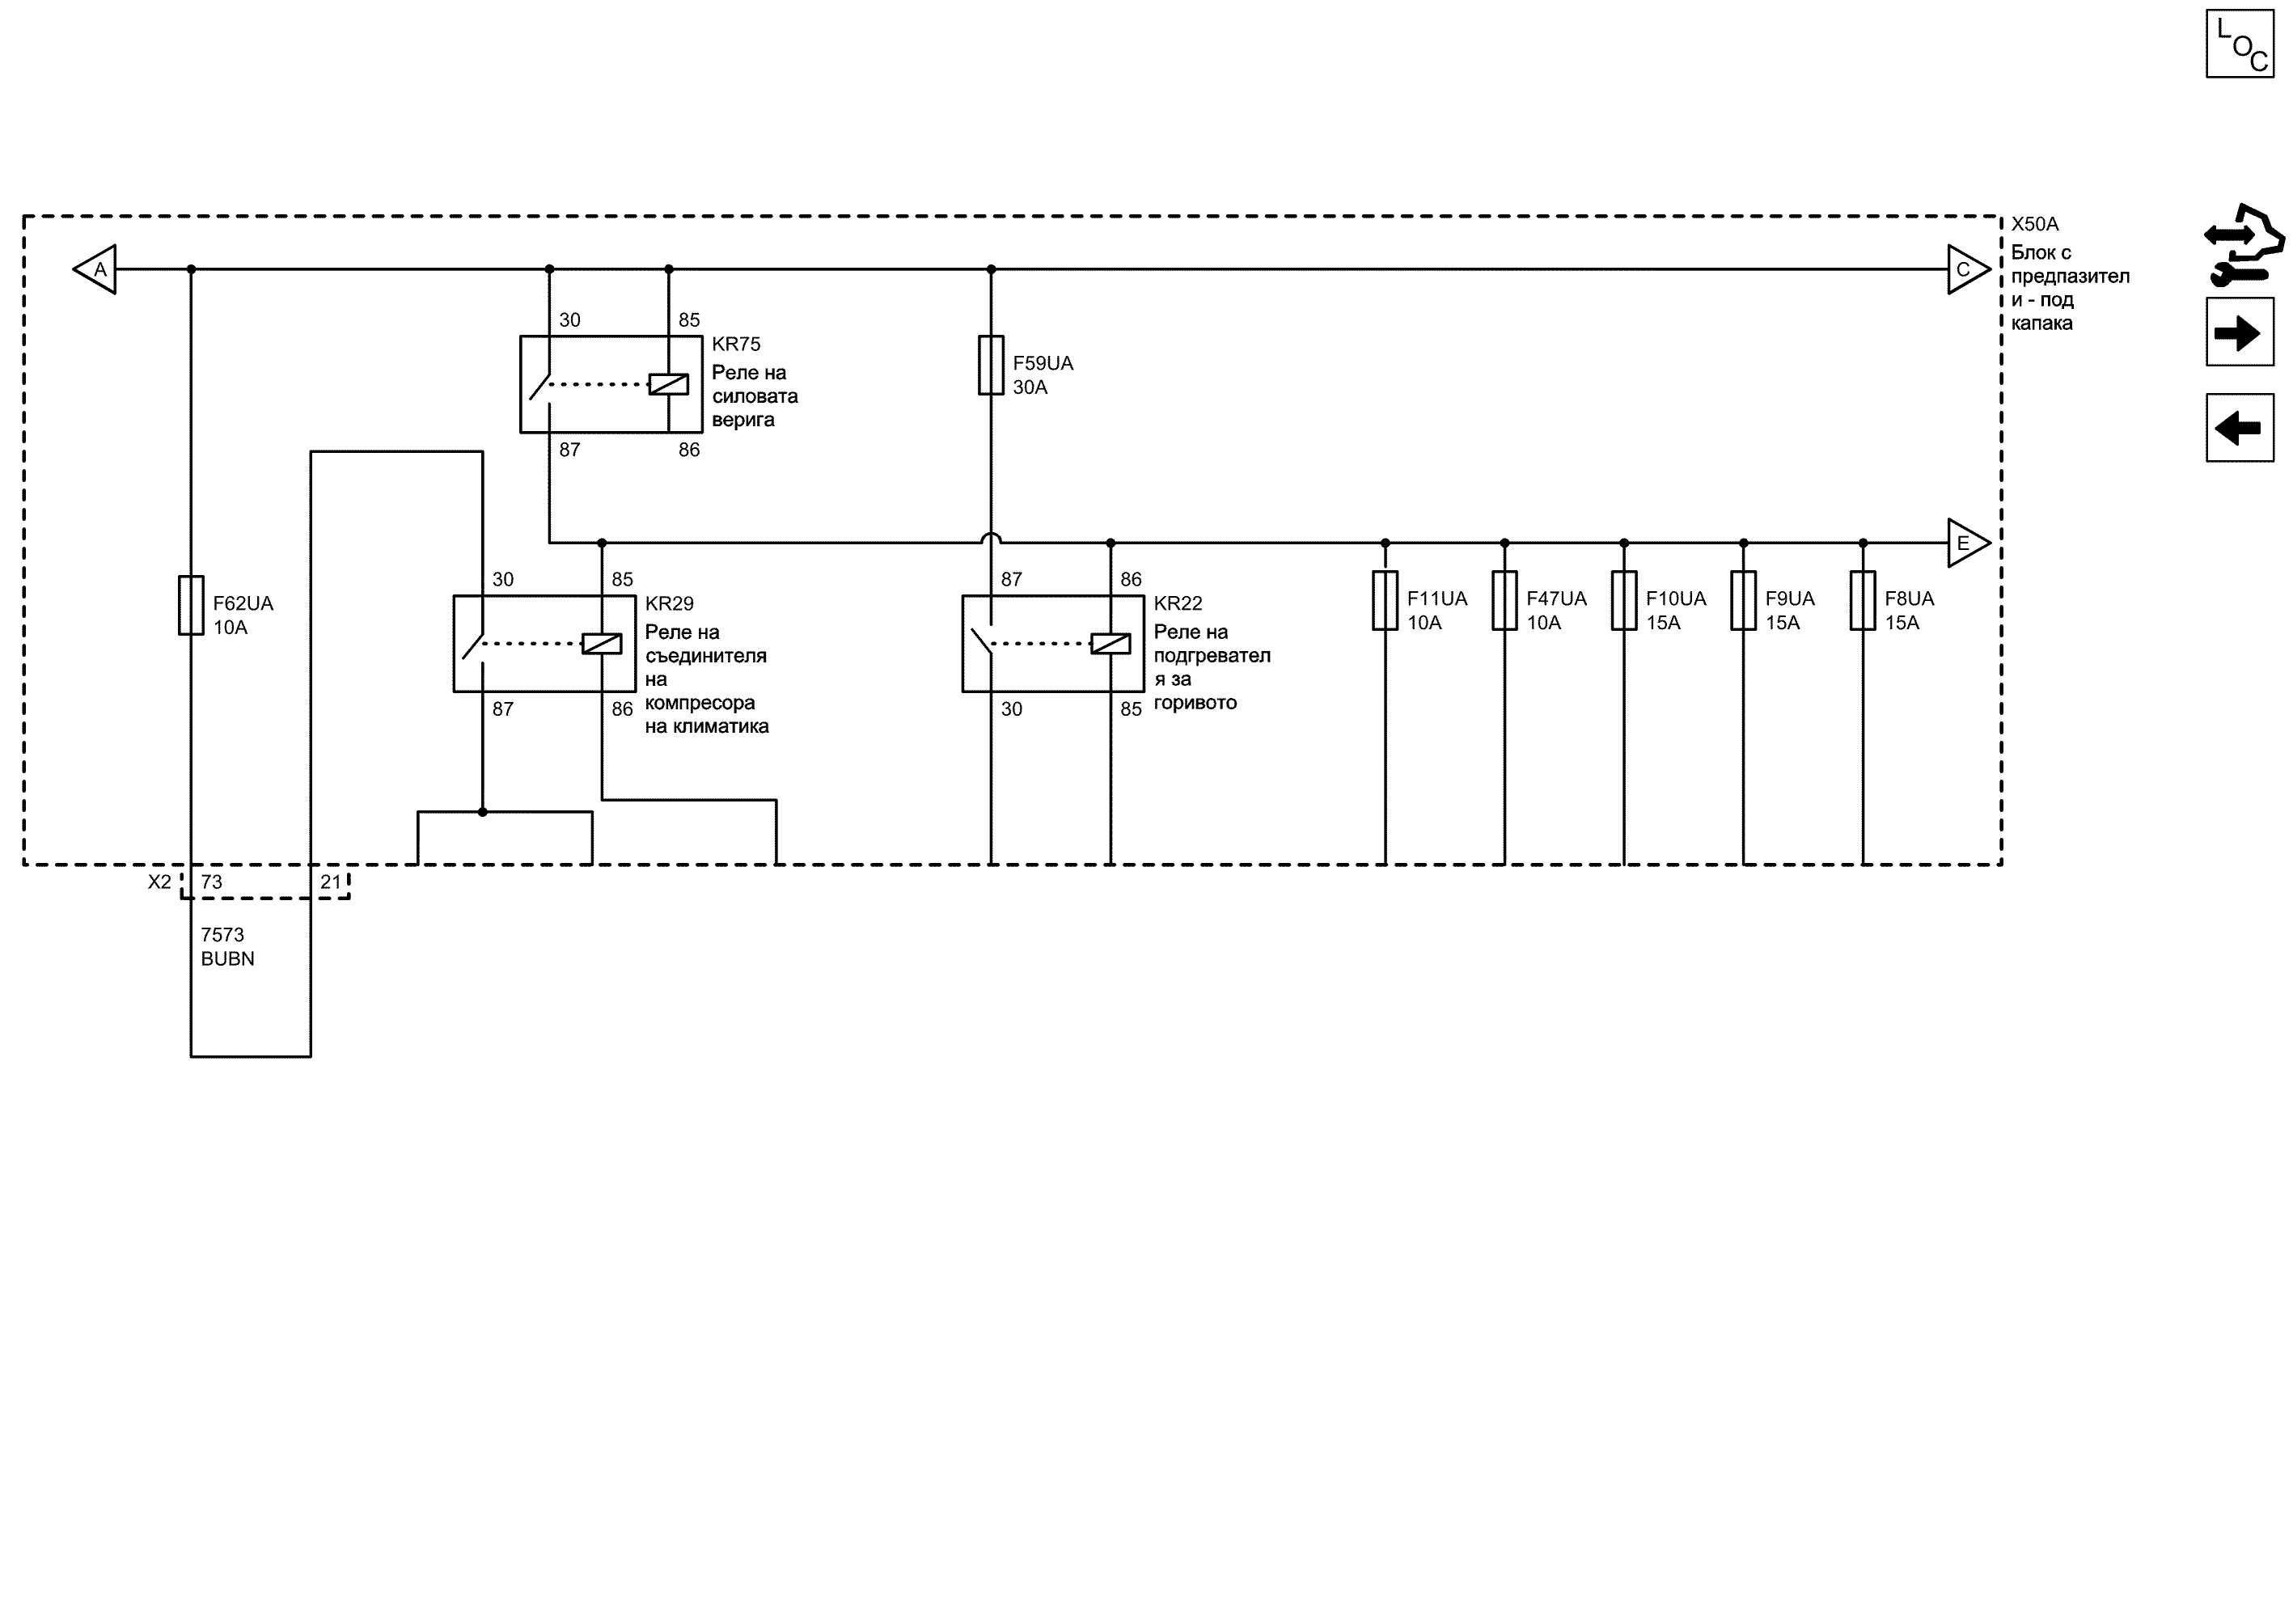 LOC
X50A
Блок с
предпазител
и - под
капака
A
C
30
85
KR75
Реле на
силовата
верига
87
86
F59UA
30A
E
30
85
KR29
Реле на
съединителя
на
компресора
на климатика
87
86
F62UA
10A
87
86
KR22
Реле на
подгревател
я за
горивото
30
85
F11UA
10A
F47UA
10A
F10UA
15A
F9UA
15A
F8UA
15A
X2
73
21
7573
BUBN